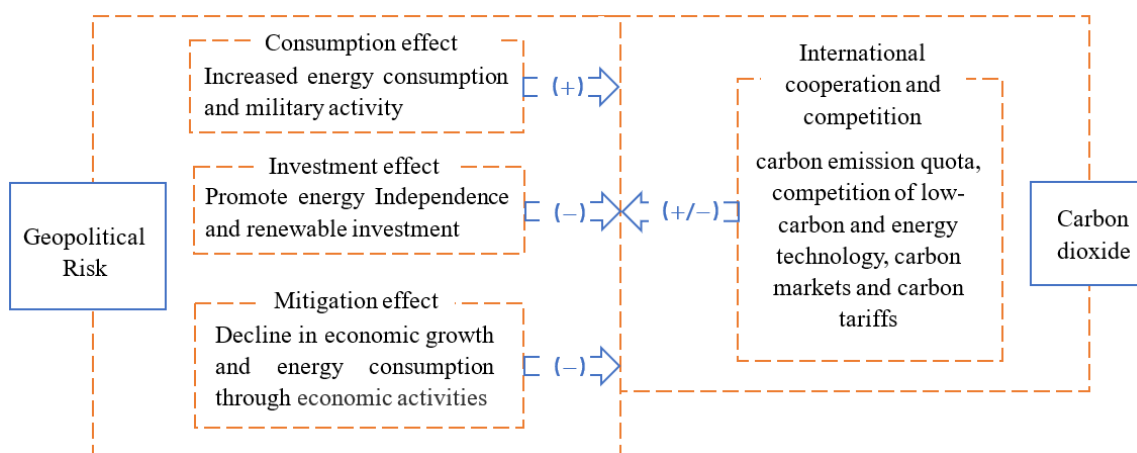 Geopolitical
Risk
Consumption effect
Increased energy consumption
and military activity
(+)
Investment effect
Promote energy Independence
and renewable investment
(−)
Mitigation effect
Decline in economic growth
and energy consumption
through economic activities
(−)
(+/−)
International
cooperation and
competition
carbon emission quota,
competition of low-
carbon and energy
technology, carbon
markets and carbon
tariffs
Carbon
dioxide